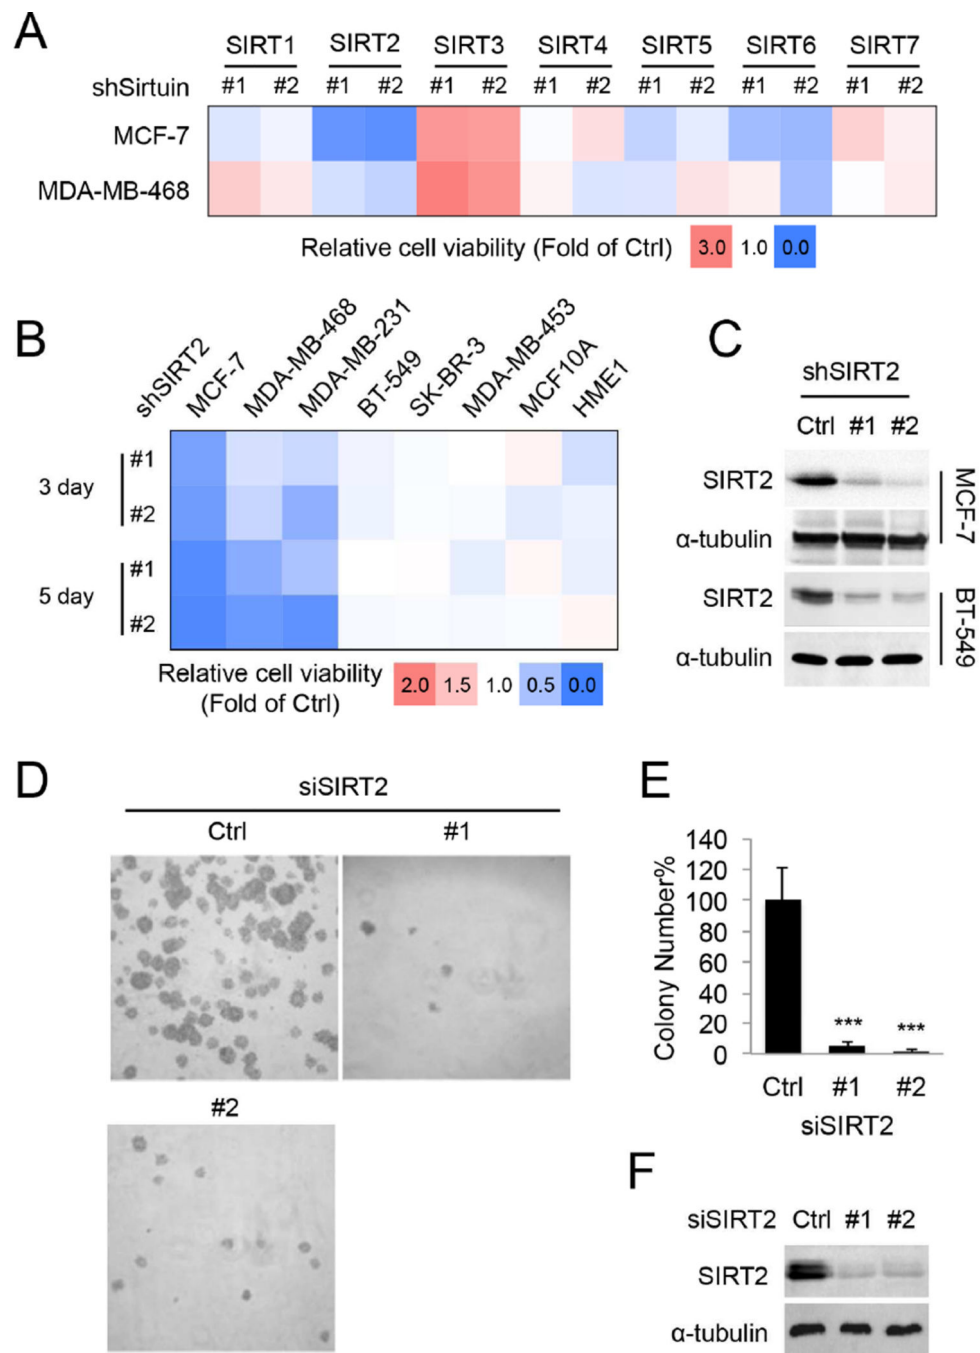 A
SIRT1 SIRT2 SIRT3 SIRT4 SIRT5 SIRT6 SIRT7
shSirtuin #1 #2 #1 #2 #1 #2 #1 #2 #1 #2 #1 #2 #1 #2
MCF-7
MDA-MB-468
Relative cell viability (Fold of Ctrl) 3.0 1.0 0.0
B
shSIRT2 MCF-7 MDA-MB-468 MDA-MB-231 BT-549 SK-BR-3 MDA-MB-453 MCF10A HME1
3 day
#1
#2
5 day
#1
#2
Relative cell viability
(Fold of Ctrl)
2.0 1.5 1.0 0.5 0.0
C
shSIRT2
Ctrl #1 #2
SIRT2
α-tubulin
MCF-7
SIRT2
α-tubulin
BT-549
D
siSIRT2
Ctrl #1
#2
E
Colony Number%
140
120
100
80
60
40
20
0
*** ***
Ctrl #1 #2
siSIRT2
F
siSIRT2 Ctrl #1 #2
SIRT2
α-tubulin